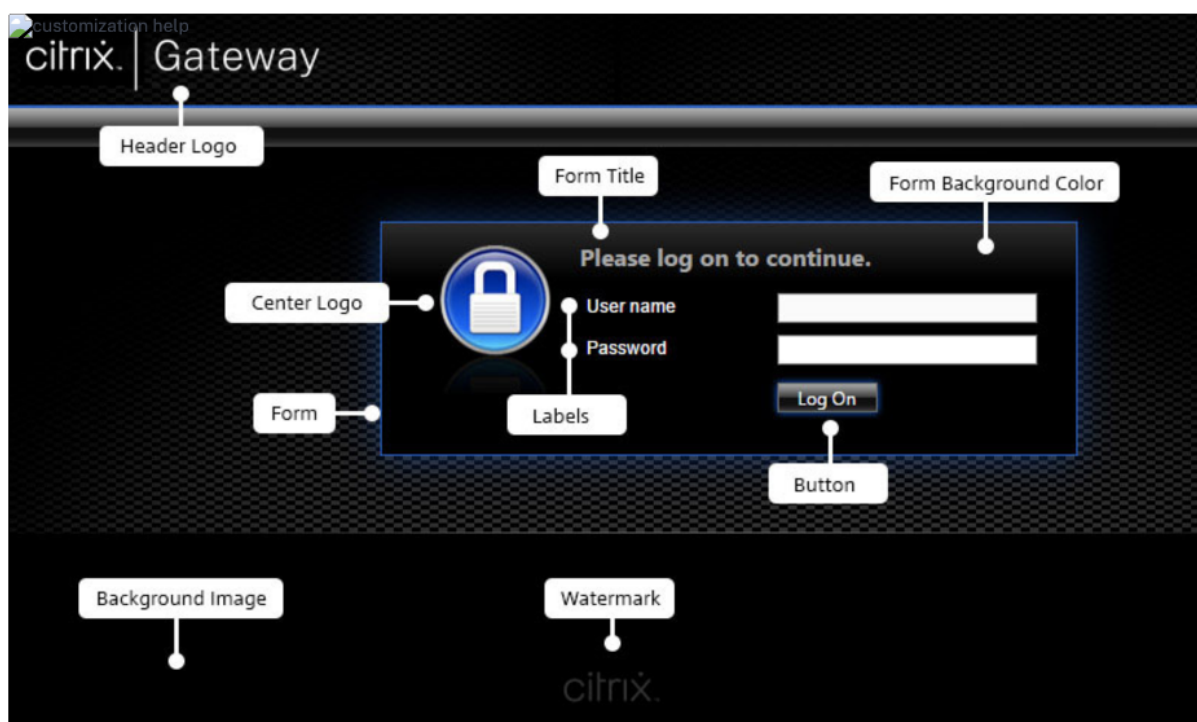 customization help
citrix. | Gateway
Header Logo
Form Title
Form Background Color
Please log on to continue.
Center Logo
User name
Password
Form
Labels
Log On
Button
Background Image
Watermark
citrix.